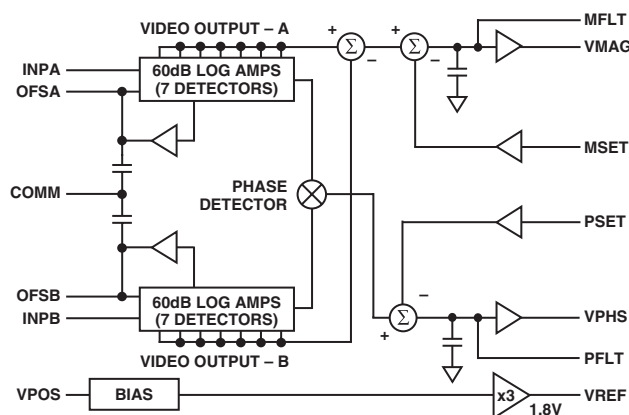 VIDEO OUTPUT – A
MFLT
VMAG
+
Σ
–
+
Σ
–
INPA
60dB LOG AMPS
(7 DETECTORS)
OFSA
MSET
COMM
PHASE
DETECTOR
PSET
OFSB
60dB LOG AMPS
(7 DETECTORS)
INPB
–
Σ
+
VPHS
VIDEO OUTPUT – B
PFLT
VPOS
BIAS
x3
VREF
1.8V